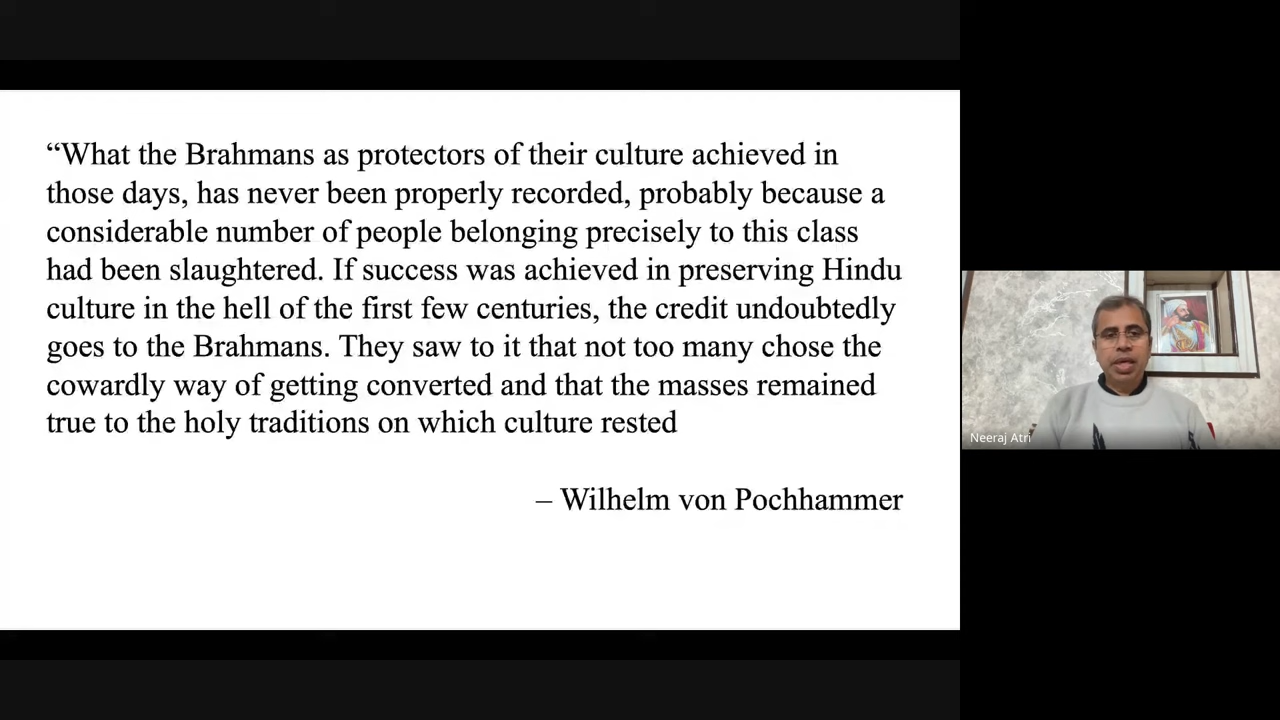 “What the Brahmans as protectors of their culture achieved in
those days, has never been properly recorded, probably because a
considerable number of people belonging precisely to this class
had been slaughtered. If success was achieved in preserving Hindu
culture in the hell of the first few centuries, the credit undoubtedly
goes to the Brahmans. They saw to it that not too many chose the
cowardly way of getting converted and that the masses remained
true to the holy traditions on which culture rested
– Wilhelm von Pochhammer
Neeraj Atri